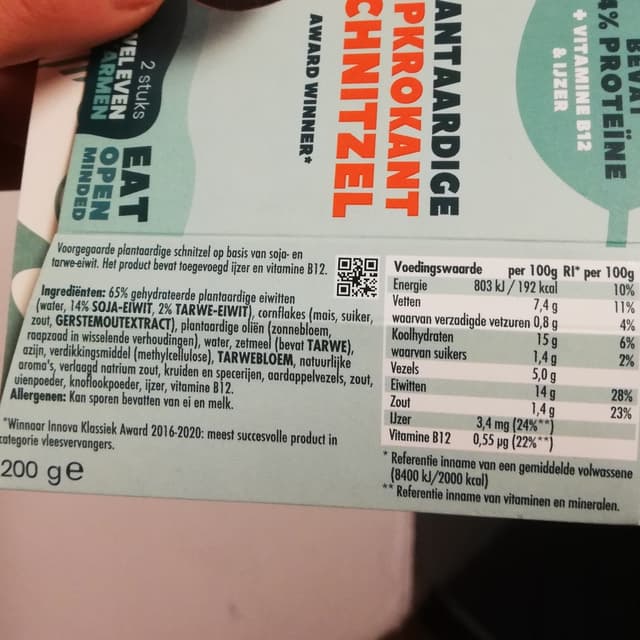 BEVAT
4% PROTEÏNE
+ VITAMINE B12
& IJZER
ANTAARDIGE
PKROKANT
CHNITZEL
AWARD WINNER*
2 stuks
EVEN
ARMEN
EAT
OPEN
MINDED
Voorgegaarde plantaardige schnitzel op basis van soja- en
tarwe-eiwit. Het product bevat toegevoegd ijzer en vitamine B12.
Ingrediënten: 65% gehydrateerde plantaardige eiwitten
(water, 14% SOJA-EIWIT, 2% TARWE-EIWIT), cornflakes (mais, suiker,
zout, GERSTEMOUTEXTRACT), plantaardige oliën (zonnebloem,
raapzaad in wisselende verhoudingen), water, zetmeel (bevat TARWE),
azijn, verdikkingsmiddel (methylcellulose), TARWEBLOEM, natuurlijke
aroma's, verlaagd natrium zout, kruiden en specerijen, aardappelvezels, zout,
uienpoeder, knoflookpoeder, ijzer, vitamine B12.
Allergenen: Kan sporen bevatten van ei en melk.
*Winnaar Innova Klassiek Award 2016-2020: meest succesvolle product in
categorie vleesvervangers.
200 g e
Voedingswaarde per 100g RI* per 100g
Energie 803 kJ / 192 kcal 10%
Vetten 7,4 g 11%
waarvan verzadigde vetzuren 0,8 g 4%
Koolhydraten 15 g 6%
waarvan suikers 1,4 g 2%
Vezels 5,0 g
Eiwitten 14 g 28%
Zout 1,4 g 23%
IJzer 3,4 mg (24%**)
Vitamine B12 0,55 µg (22%**)
* Referentie inname van een gemiddelde volwassene
(8400 kJ/2000 kcal)
** Referentie inname van vitaminen en mineralen.